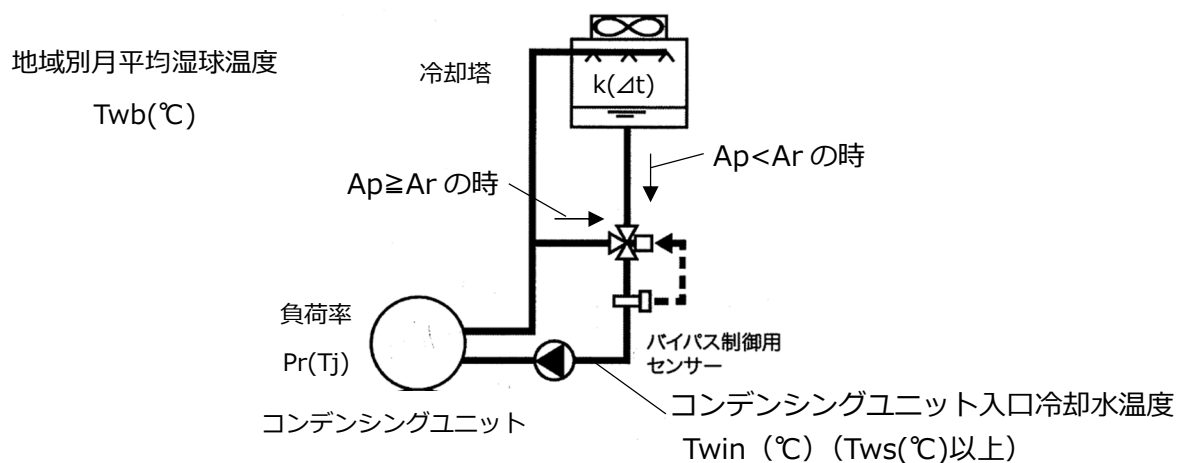 地域別月平均湿球温度
Twb(℃)
冷却塔
k(⊿t)
Ap<Ar の時
Ap≧Ar の時
負荷率
Pr(Tj)
バイパス制御用
センサー
コンデンシングユニット
コンデンシングユニット入口冷却水温度
Twin（℃）（Tws(℃)以上）